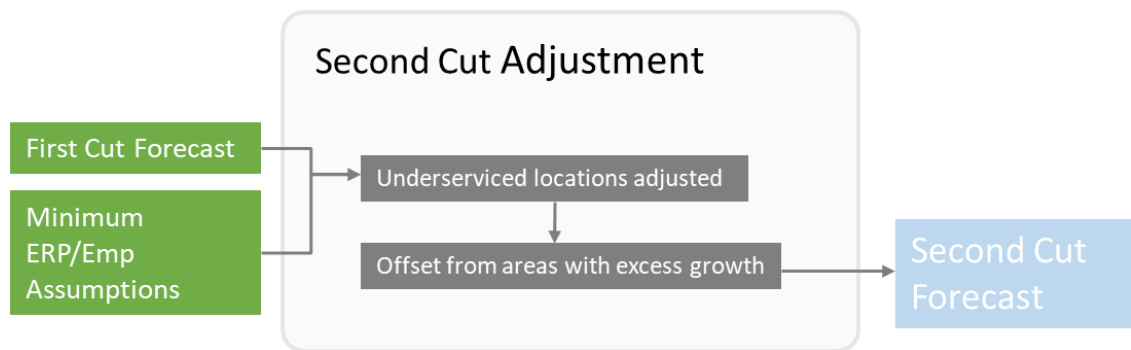 Second Cut Adjustment
First Cut Forecast
Minimum
ERP/Emp
Assumptions
Underserviced locations adjusted
Offset from areas with excess growth
Second Cut
Forecast